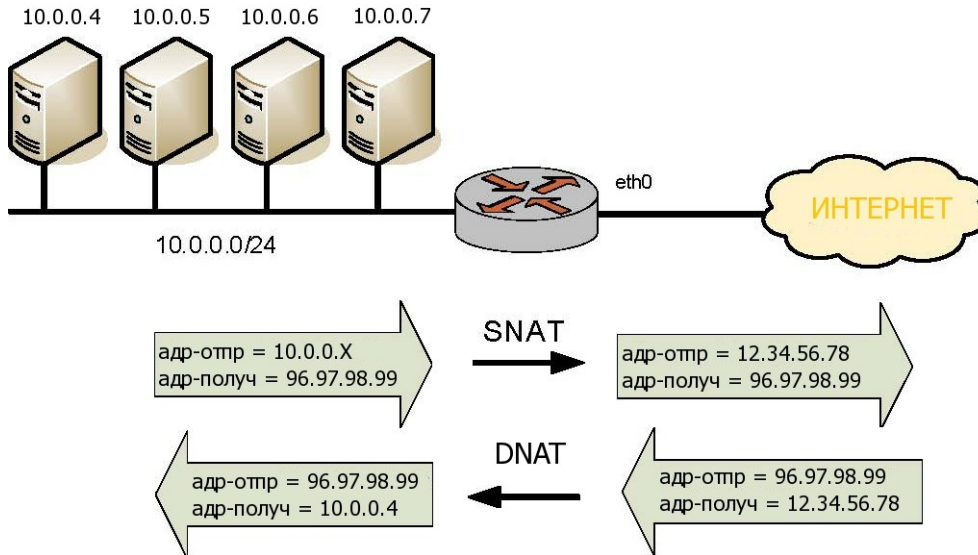 10.0.0.4
10.0.0.5
10.0.0.6
10.0.0.7
eth0
ИНТЕРНЕТ
10.0.0.0/24
адр-отпр = 10.0.0.X
адр-получ = 96.97.98.99
SNAT
адр-отпр = 12.34.56.78
адр-получ = 96.97.98.99
адр-отпр = 96.97.98.99
адр-получ = 10.0.0.4
DNAT
адр-отпр = 96.97.98.99
адр-получ = 12.34.56.78